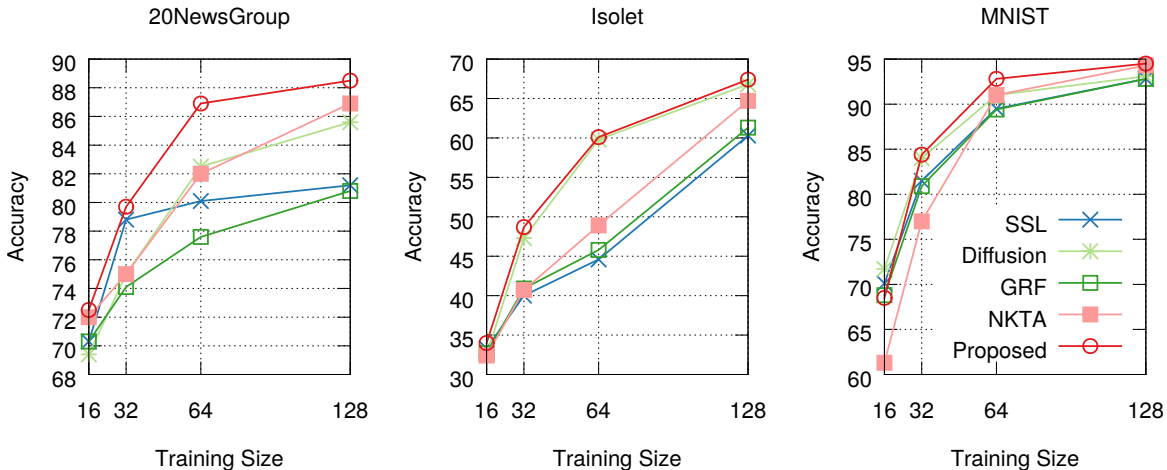 20NewsGroup
Accuracy
90
88
86
84
82
80
78
76
74
72
70
68
16 32 64 128
Training Size
Isolet
Accuracy
70
65
60
55
50
45
40
35
30
16 32 64 128
Training Size
MNIST
Accuracy
95
90
85
80
75
70
65
60
SSL
Diffusion
GRF
NKTA
Proposed
16 32 64 128
Training Size